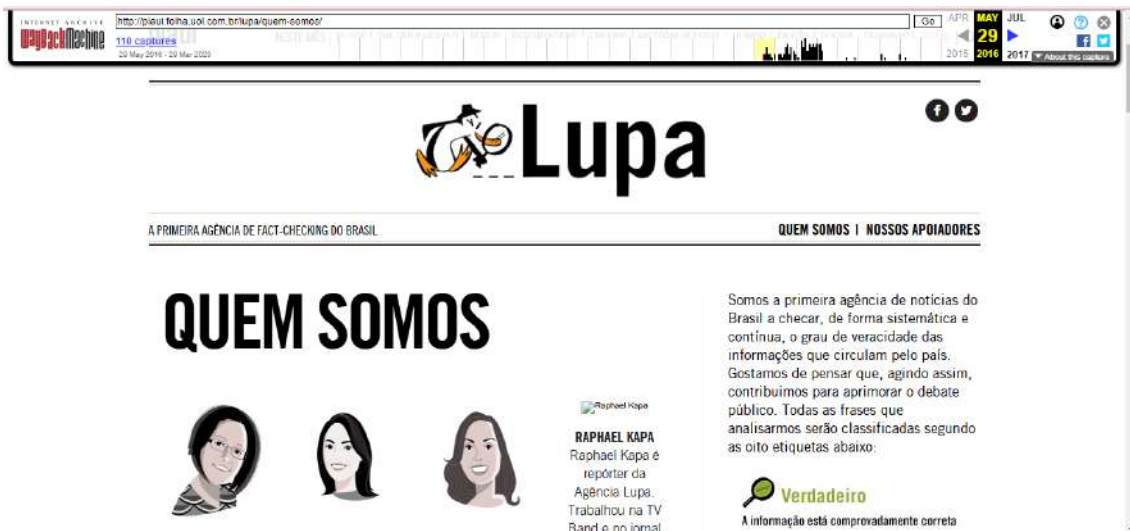 INTERNET ARCHIVE
WayBackMachine
http://piaui.folha.uol.com.br/lupa/quem-somos/
Go
110 captures
29 May 2016 - 29 Mar 2023
APR MAY JUL
29
2015 2016 2017
About this capture
Lupa
A PRIMEIRA AGÊNCIA DE FACT-CHECKING DO BRASIL
QUEM SOMOS | NOSSOS APOIADORES
QUEM SOMOS
Raphael Kapa
RAPHAEL KAPA
Raphael Kapa é
repórter da
Agência Lupa.
Trabalhou na TV
Band e no jornal
Somos a primeira agência de notícias do
Brasil a checar, de forma sistemática e
contínua, o grau de veracidade das
informações que circulam pelo país.
Gostamos de pensar que, agindo assim,
contribuímos para aprimorar o debate
público. Todas as frases que
analisarmos serão classificadas segundo
as oito etiquetas abaixo:
Verdadeiro
A informação está comprovadamente correta